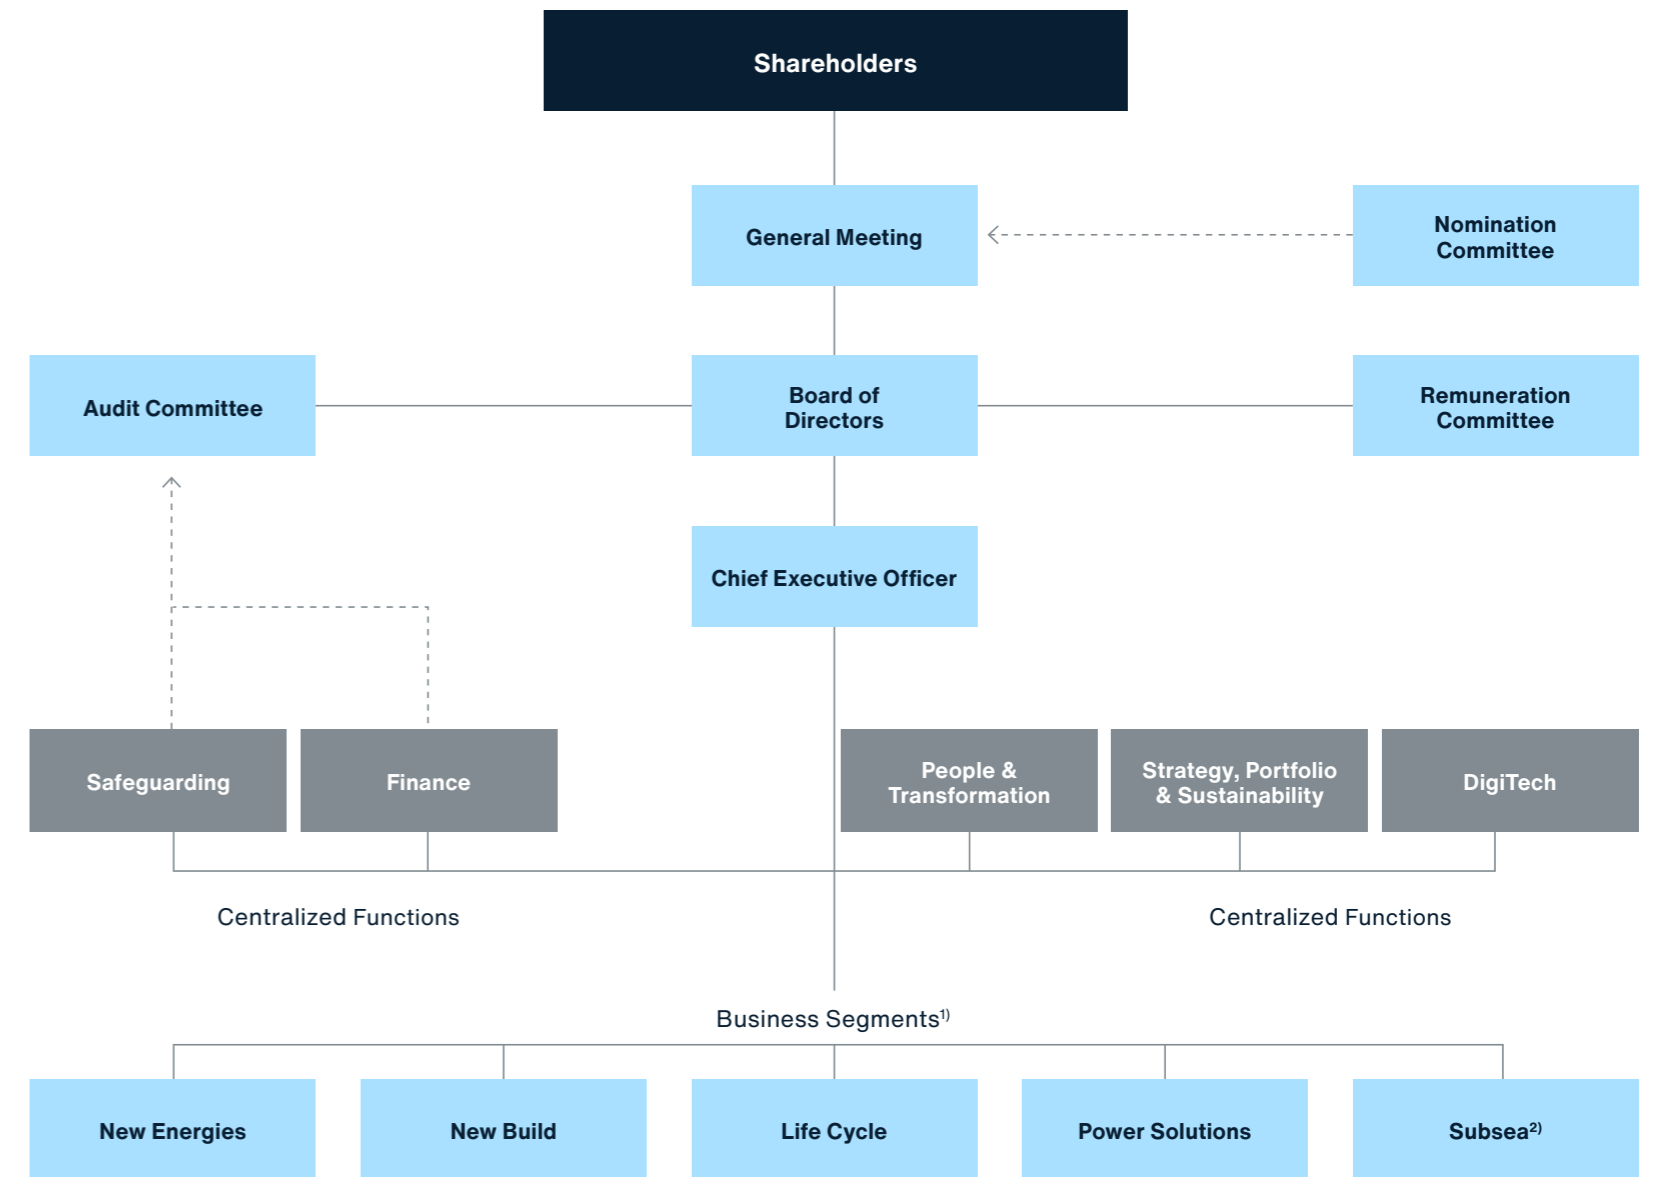 Shareholders
General Meeting
Nomination
Committee
Audit Committee
Board of
Directors
Remuneration
Committee
Chief Executive Officer
Safeguarding
Finance
People &
Transformation
Strategy, Portfolio
& Sustainability
DigiTech
Centralized Functions
Centralized Functions
Business Segments¹⁾
New Energies
New Build
Life Cycle
Power Solutions
Subsea²⁾